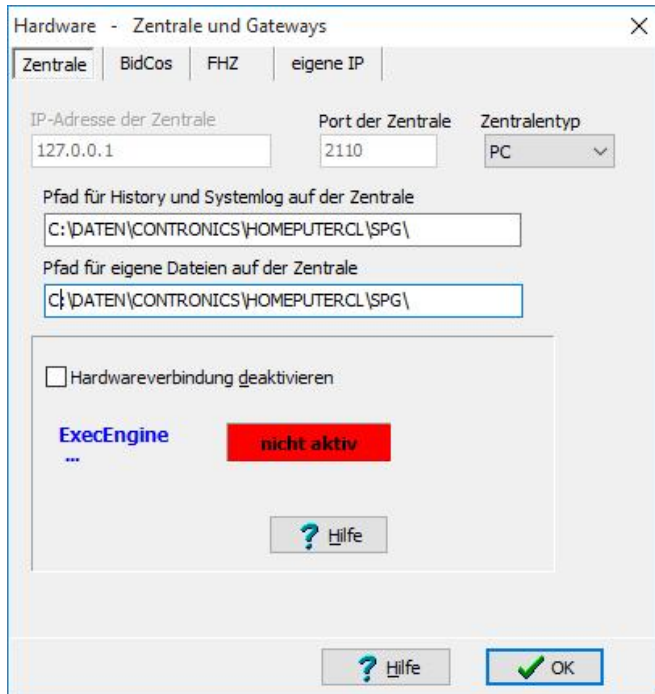 Hardware - Zentrale und Gateways
Zentrale BidCos FHZ eigene IP
IP-Adresse der Zentrale Port der Zentrale Zentralentyp
127.0.0.1 2110 PC
Pfad für History und Systemlog auf der Zentrale
C:\DATEN\CONTRONICS\HOMEPUTERCL\SPG\
Pfad für eigene Dateien auf der Zentrale
C:\DATEN\CONTRONICS\HOMEPUTERCL\SPG\
Hardwareverbindung deaktivieren
ExecEngine nicht aktiv
...
? Hilfe
? Hilfe OK